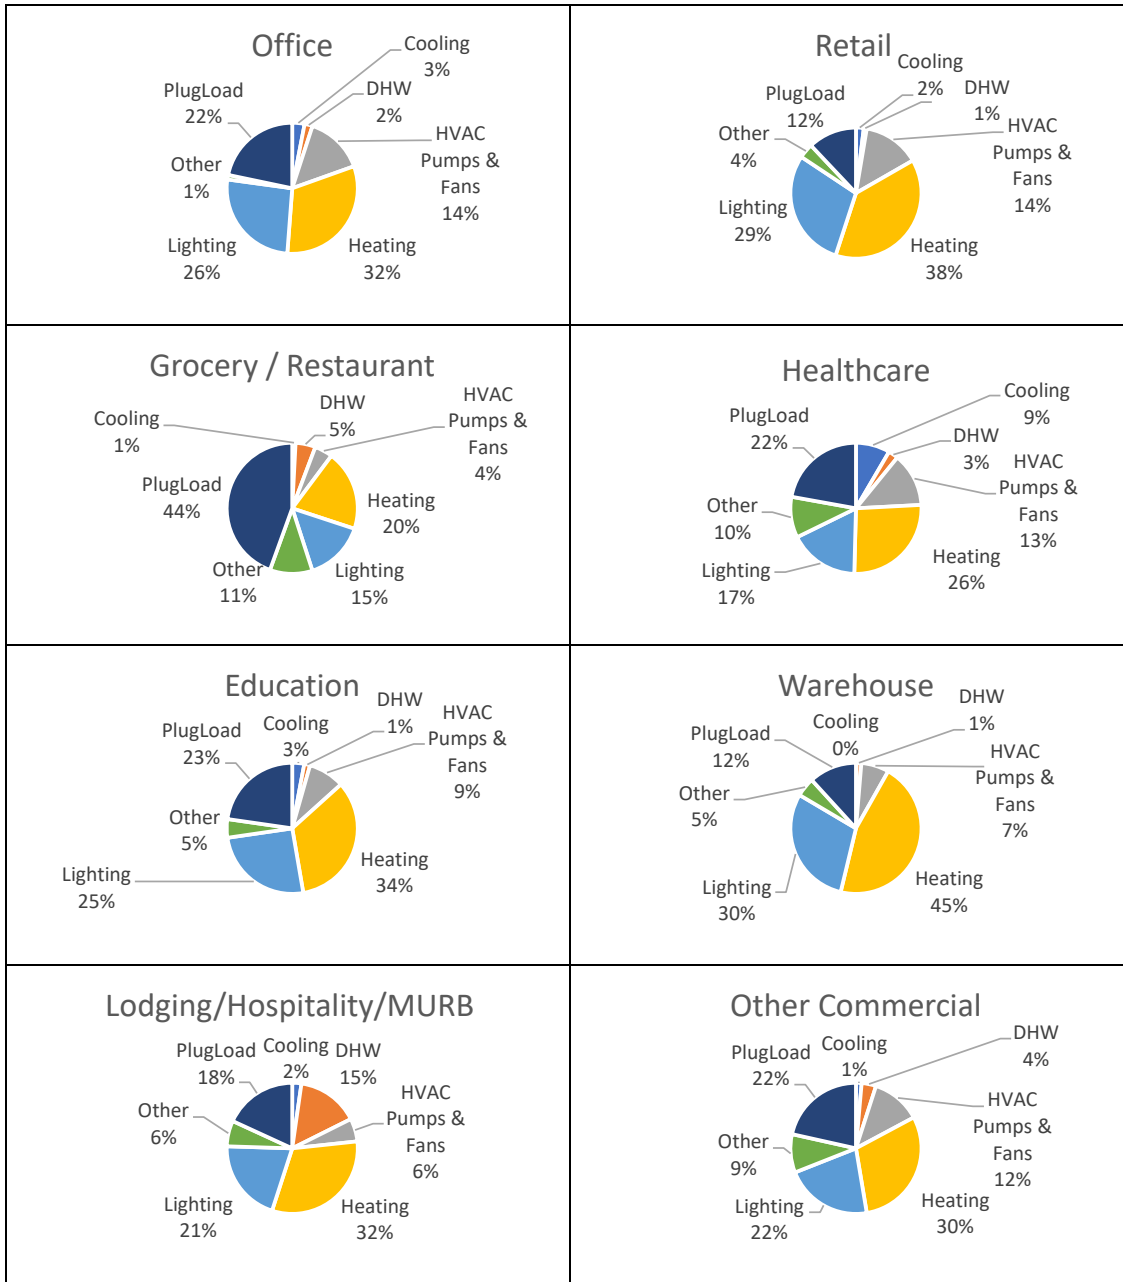 Office
Cooling
3%
DHW
2%
HVAC
Pumps &
Fans
14%
Heating
32%
Lighting
26%
Other
1%
PlugLoad
22%
Retail
Cooling
2%
DHW
1%
HVAC
Pumps &
Fans
14%
Heating
38%
Lighting
29%
Other
4%
PlugLoad
12%
Grocery / Restaurant
Cooling
1%
DHW
5%
HVAC
Pumps &
Fans
4%
Heating
20%
Lighting
15%
Other
11%
PlugLoad
44%
Healthcare
Cooling
9%
DHW
3%
HVAC
Pumps &
Fans
13%
Heating
26%
Lighting
17%
Other
10%
PlugLoad
22%
Education
Cooling
3%
DHW
1%
HVAC
Pumps &
Fans
9%
Heating
34%
Lighting
25%
Other
5%
PlugLoad
23%
Warehouse
Cooling
0%
DHW
1%
HVAC
Pumps &
Fans
7%
Heating
45%
Lighting
30%
Other
5%
PlugLoad
12%
Lodging/Hospitality/MURB
Cooling
2%
DHW
15%
HVAC
Pumps &
Fans
6%
Heating
32%
Lighting
21%
Other
6%
PlugLoad
18%
Other Commercial
Cooling
1%
DHW
4%
HVAC
Pumps &
Fans
12%
Heating
30%
Lighting
22%
Other
9%
PlugLoad
22%